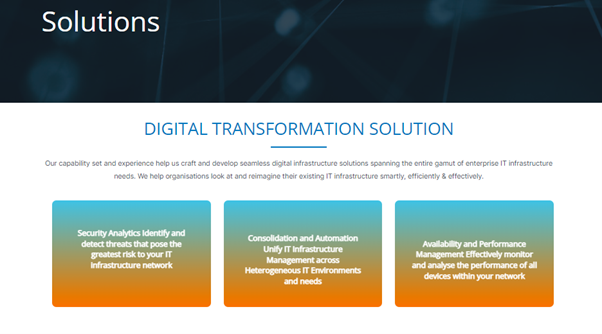 Solutions
DIGITAL TRANSFORMATION SOLUTION
Our capability set and experience help us craft and develop seamless digital infrastructure solutions spanning the entire gamut of enterprise IT infrastructure
needs. We help organisations look at and reimagine their existing IT infrastructure smartly, efficiently & effectively.
Security Analytics Identify and
detect threats that pose the
greatest risk to your IT
infrastructure network
Consolidation and Automation
Unify IT Infrastructure
Management across
Heterogeneous IT Environments
and needs
Availability and Performance
Management Effectively monitor
and analyse the performance of all
devices within your network